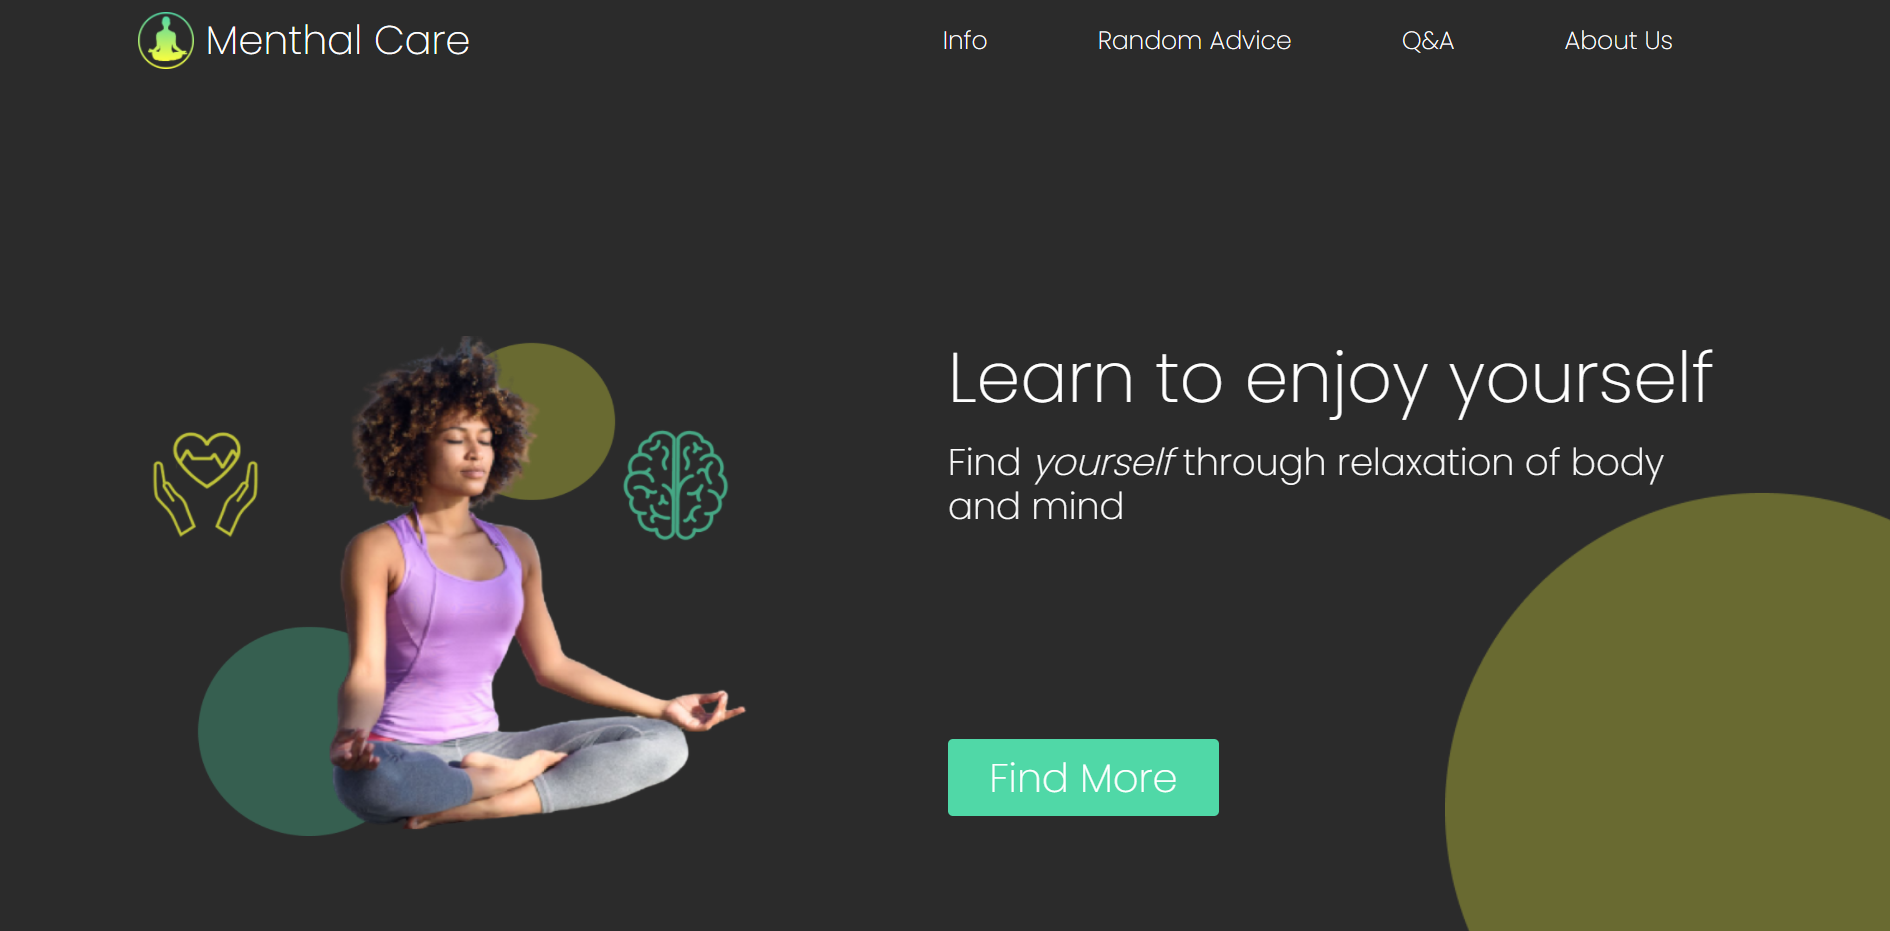 Menthal Care
Info
Random Advice
Q&A
About Us
Learn to enjoy yourself
Find yourself through relaxation of body
and mind
Find More